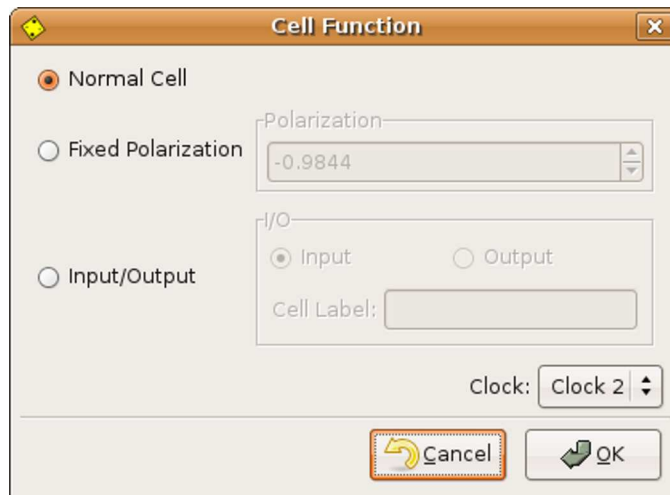 Cell Function
Normal Cell
Polarization
Fixed Polarization
-0.9844
I/O
Input/Output
Input
Output
Cell Label:
Clock:
Clock 2
Cancel
OK